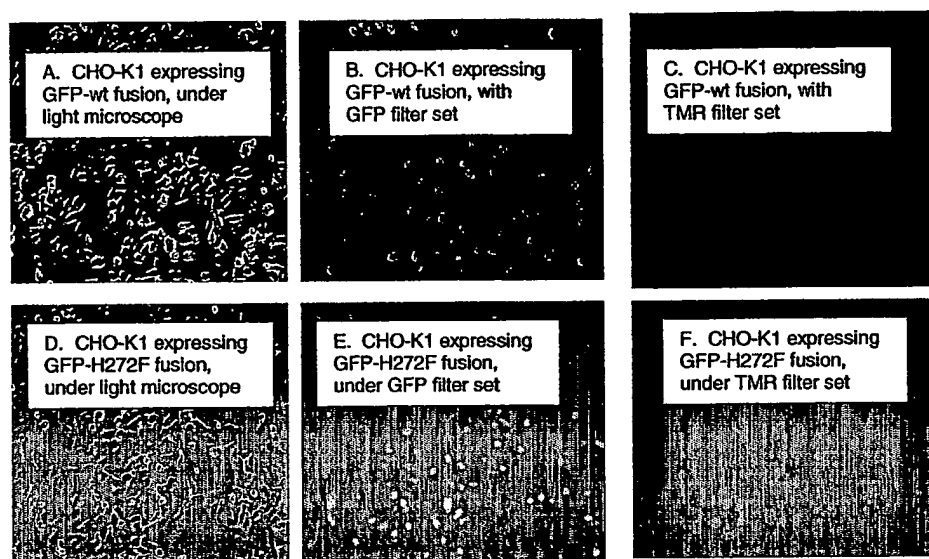 A. CHO-K1 expressing
GFP-wt fusion, under
light microscope
B. CHO-K1 expressing
GFP-wt fusion, with
GFP filter set
C. CHO-K1 expressing
GFP-wt fusion, with
TMR filter set
D. CHO-K1 expressing
GFP-H272F fusion,
under light microscope
E. CHO-K1 expressing
GFP-H272F fusion,
under GFP filter set
F. CHO-K1 expressing
GFP-H272F fusion,
under TMR filter set